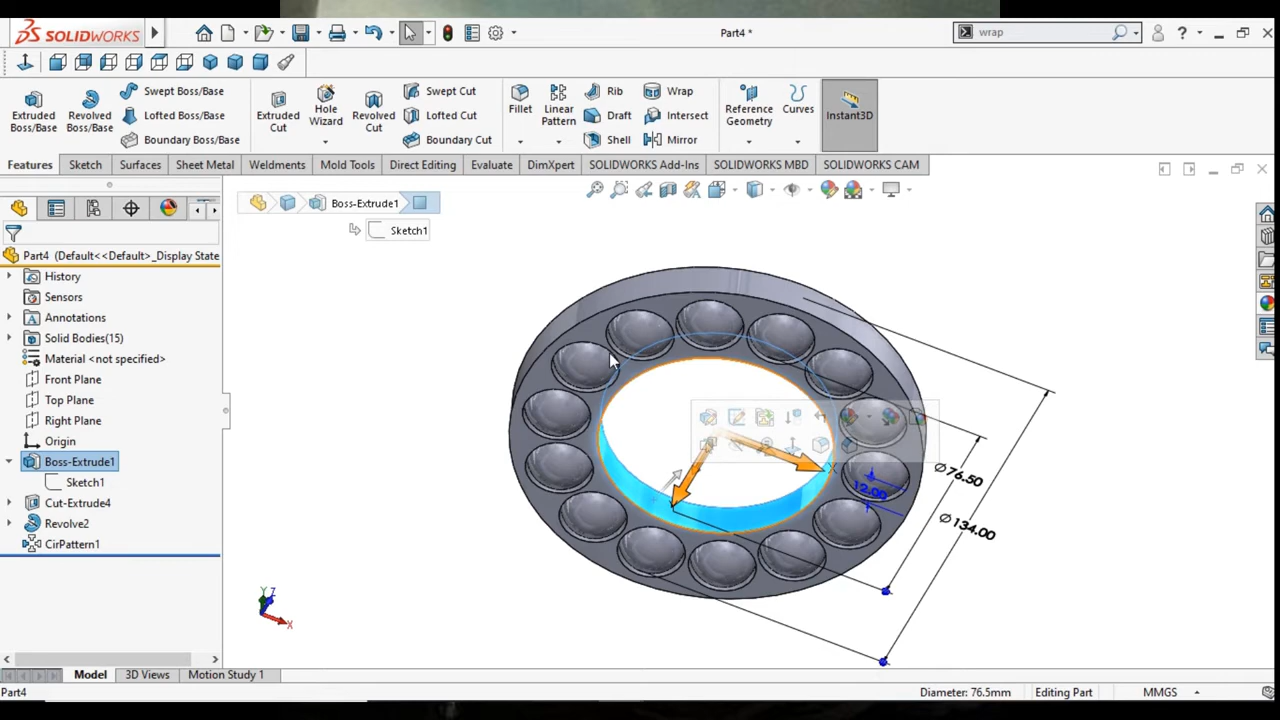 SOLIDWORKS
Part4 *
wrap
Extruded Boss/Base
Revolved Boss/Base
Swept Boss/Base
Lofted Boss/Base
Boundary Boss/Base
Extruded Cut
Hole Wizard
Revolved Cut
Swept Cut
Lofted Cut
Boundary Cut
Fillet
Linear Pattern
Rib
Draft
Shell
Wrap
Intersect
Mirror
Reference Geometry
Curves
Instant3D
Features
Sketch
Surfaces
Sheet Metal
Weldments
Mold Tools
Direct Editing
Evaluate
DimXpert
SOLIDWORKS Add-Ins
SOLIDWORKS MBD
SOLIDWORKS CAM
Boss-Extrude1
Sketch1
Part4 (Default<<Default>_Display State
History
Sensors
Annotations
Solid Bodies(15)
Material <not specified>
Front Plane
Top Plane
Right Plane
Origin
Boss-Extrude1
Sketch1
Cut-Extrude4
Revolve2
CirPattern1
X
12.00
Ø76.50
Ø134.00
Y
Z
X
Model
3D Views
Motion Study 1
Part4
Diameter: 76.5mm
Editing Part
MMGS